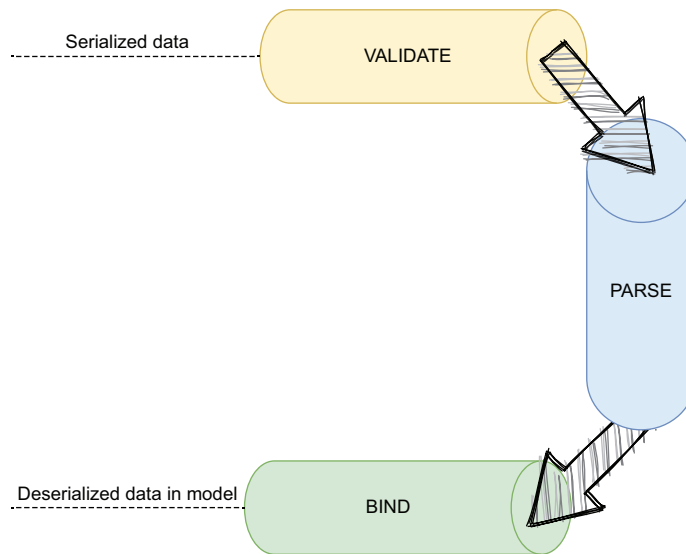 Serialized data
VALIDATE
PARSE
Deserialized data in model
BIND